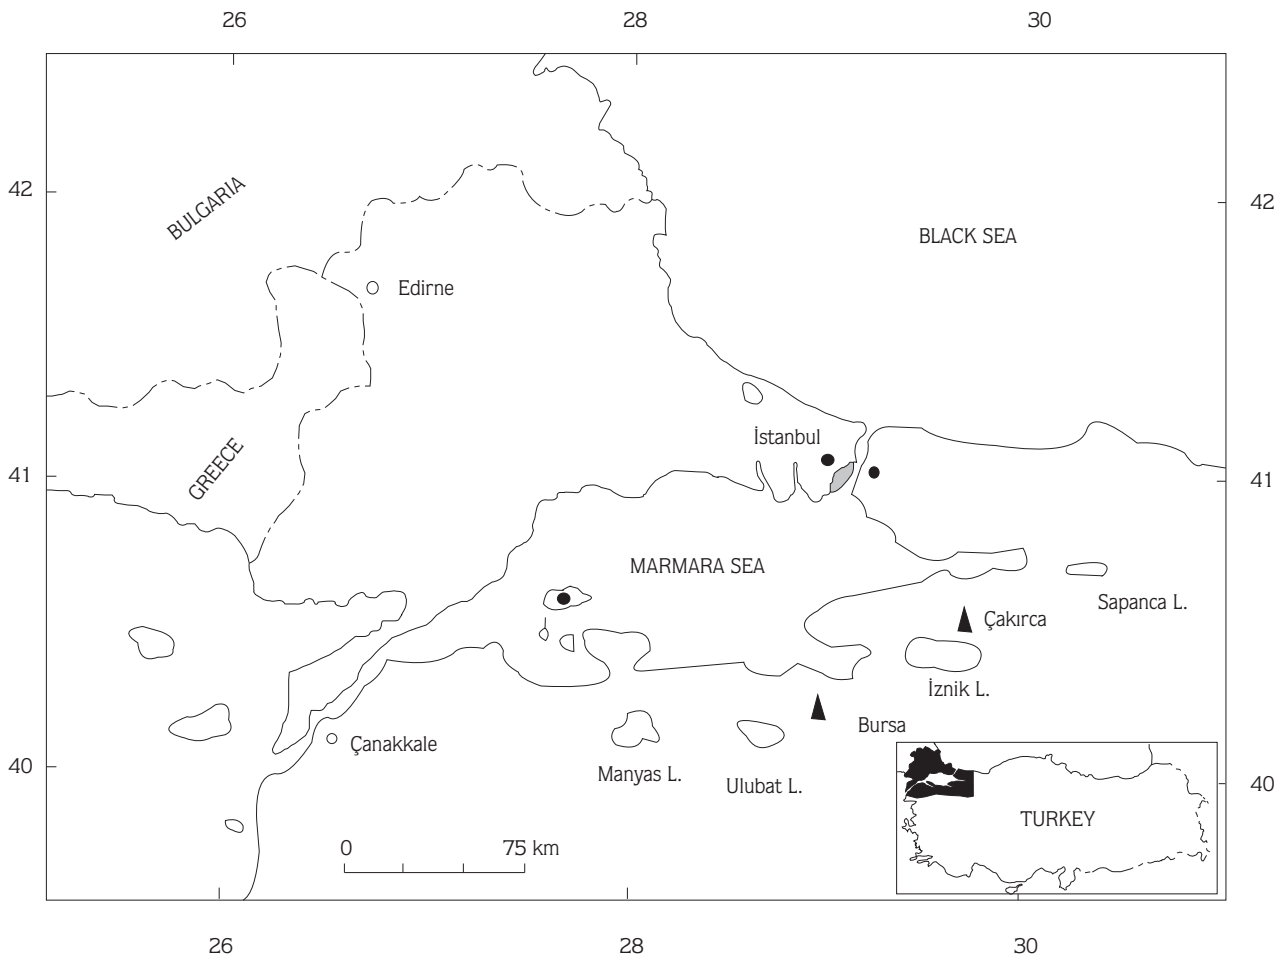 26
28
30
42
42
BULGARIA
BLACK SEA
Edirne
İstanbul
GREECE
41
41
MARMARA SEA
Sapanca L.
Çakırca
İznik L.
Bursa
Çanakkale
Manyas L.
Ulubat L.
40
40
TURKEY
0
75 km
26
28
30